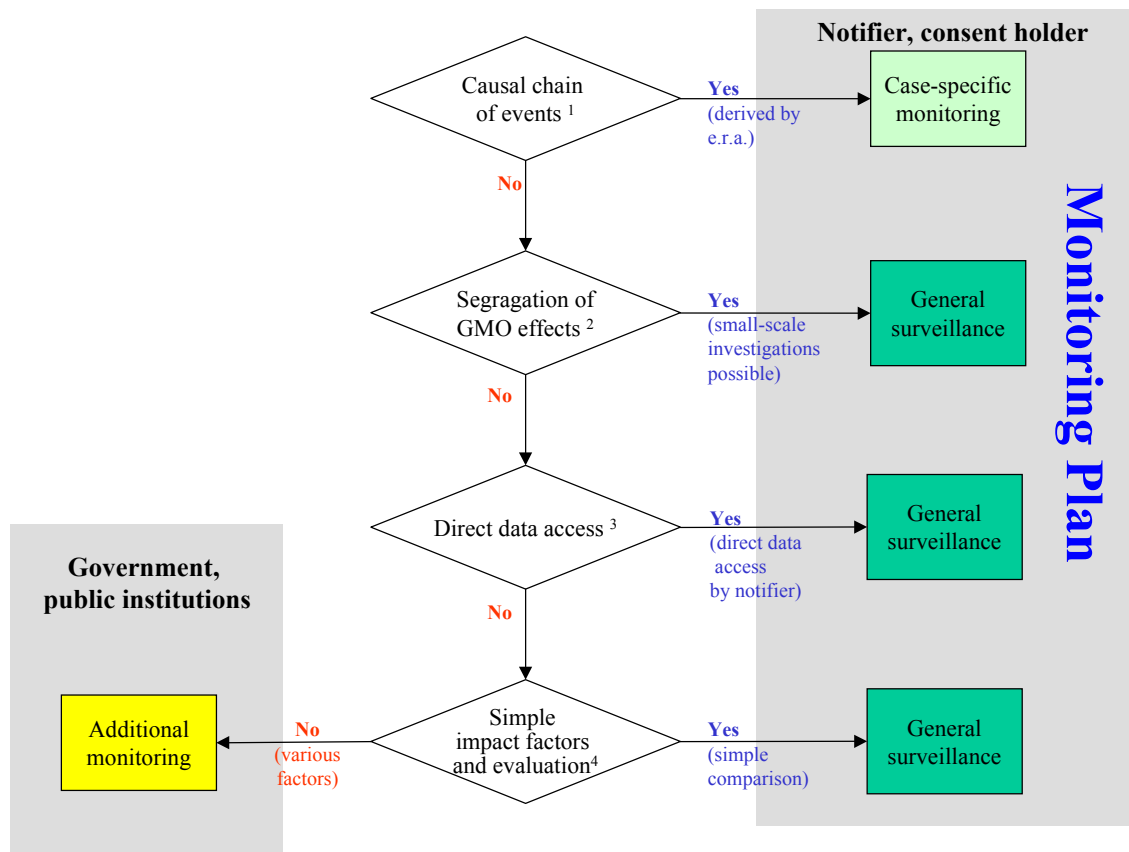 Notifier, consent holder
Causal chain
of events ¹
Yes
(derived by
e.r.a.)
Case-specific
monitoring
No
Segragation of
GMO effects ²
Yes
(small-scale
investigations
possible)
General
surveillance
Monitoring Plan
No
Direct data access ³
Yes
(direct data
access
by notifier)
General
surveillance
Government,
public institutions
No
Simple
impact factors
and evaluation⁴
Yes
(simple
comparison)
General
surveillance
No
(various
factors)
Additional
monitoring